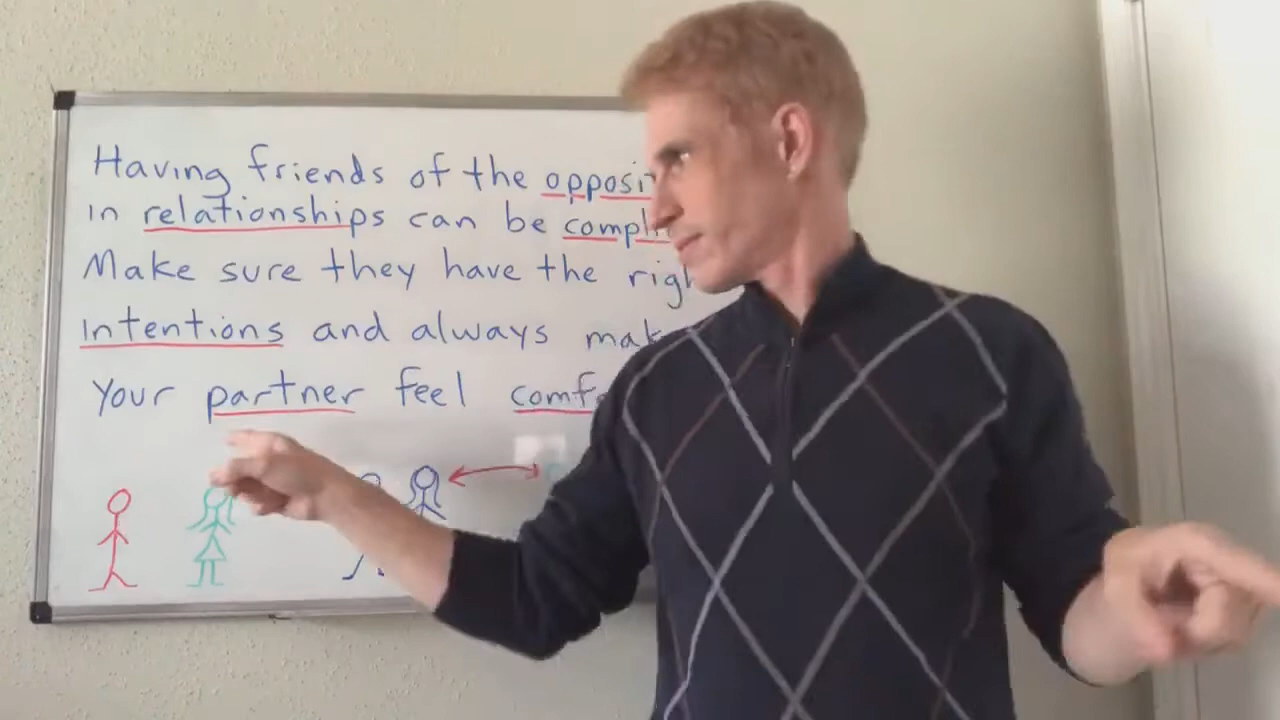 Having friends of the opposi
in relationships can be compl
Make sure they have the righ
intentions and always mak
Your partner feel comf